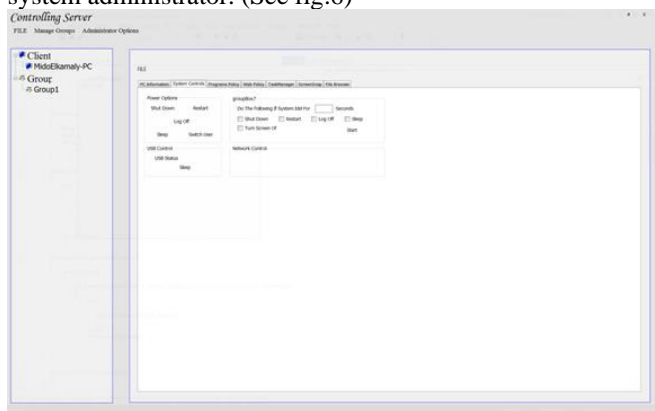 system administrator. (See fig.6)
Controlling Server
FILE Manage Groups Administrator Options
Client
MidoElkamaly-PC
Group
Group1
FILE
PC Information System Controls Programs Policy Web Policy TaskManager ScreenSnap File Browser
Power Options
Shut Down Restart
Log Off
Sleep Switch User
groupBox7
Do The Following If System Idel For Seconds
Shut Down Restart Log Off Sleep
Turn Screen Of Start
USB Control
USB Status
Sleep
Network Control